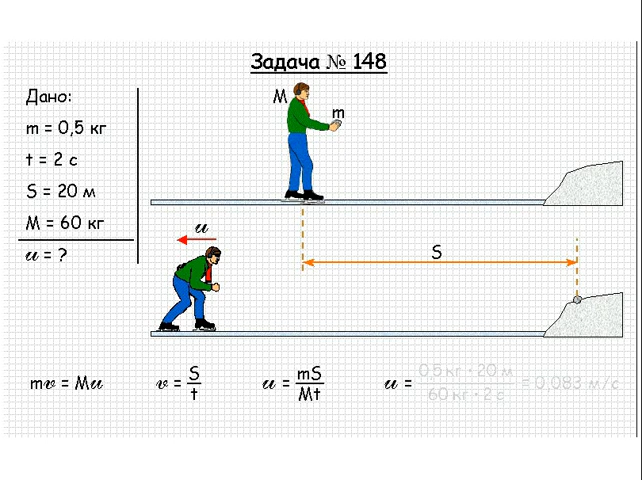 Задача № 148
Дано:
m = 0,5 кг
t = 2 с
S = 20 м
M = 60 кг
u = ?
M
m
u
S
mv = Mu
v = S/t
u = mS/Mt
u = 0,5 кг · 20 м / 60 кг · 2 с = 0,083 м/с